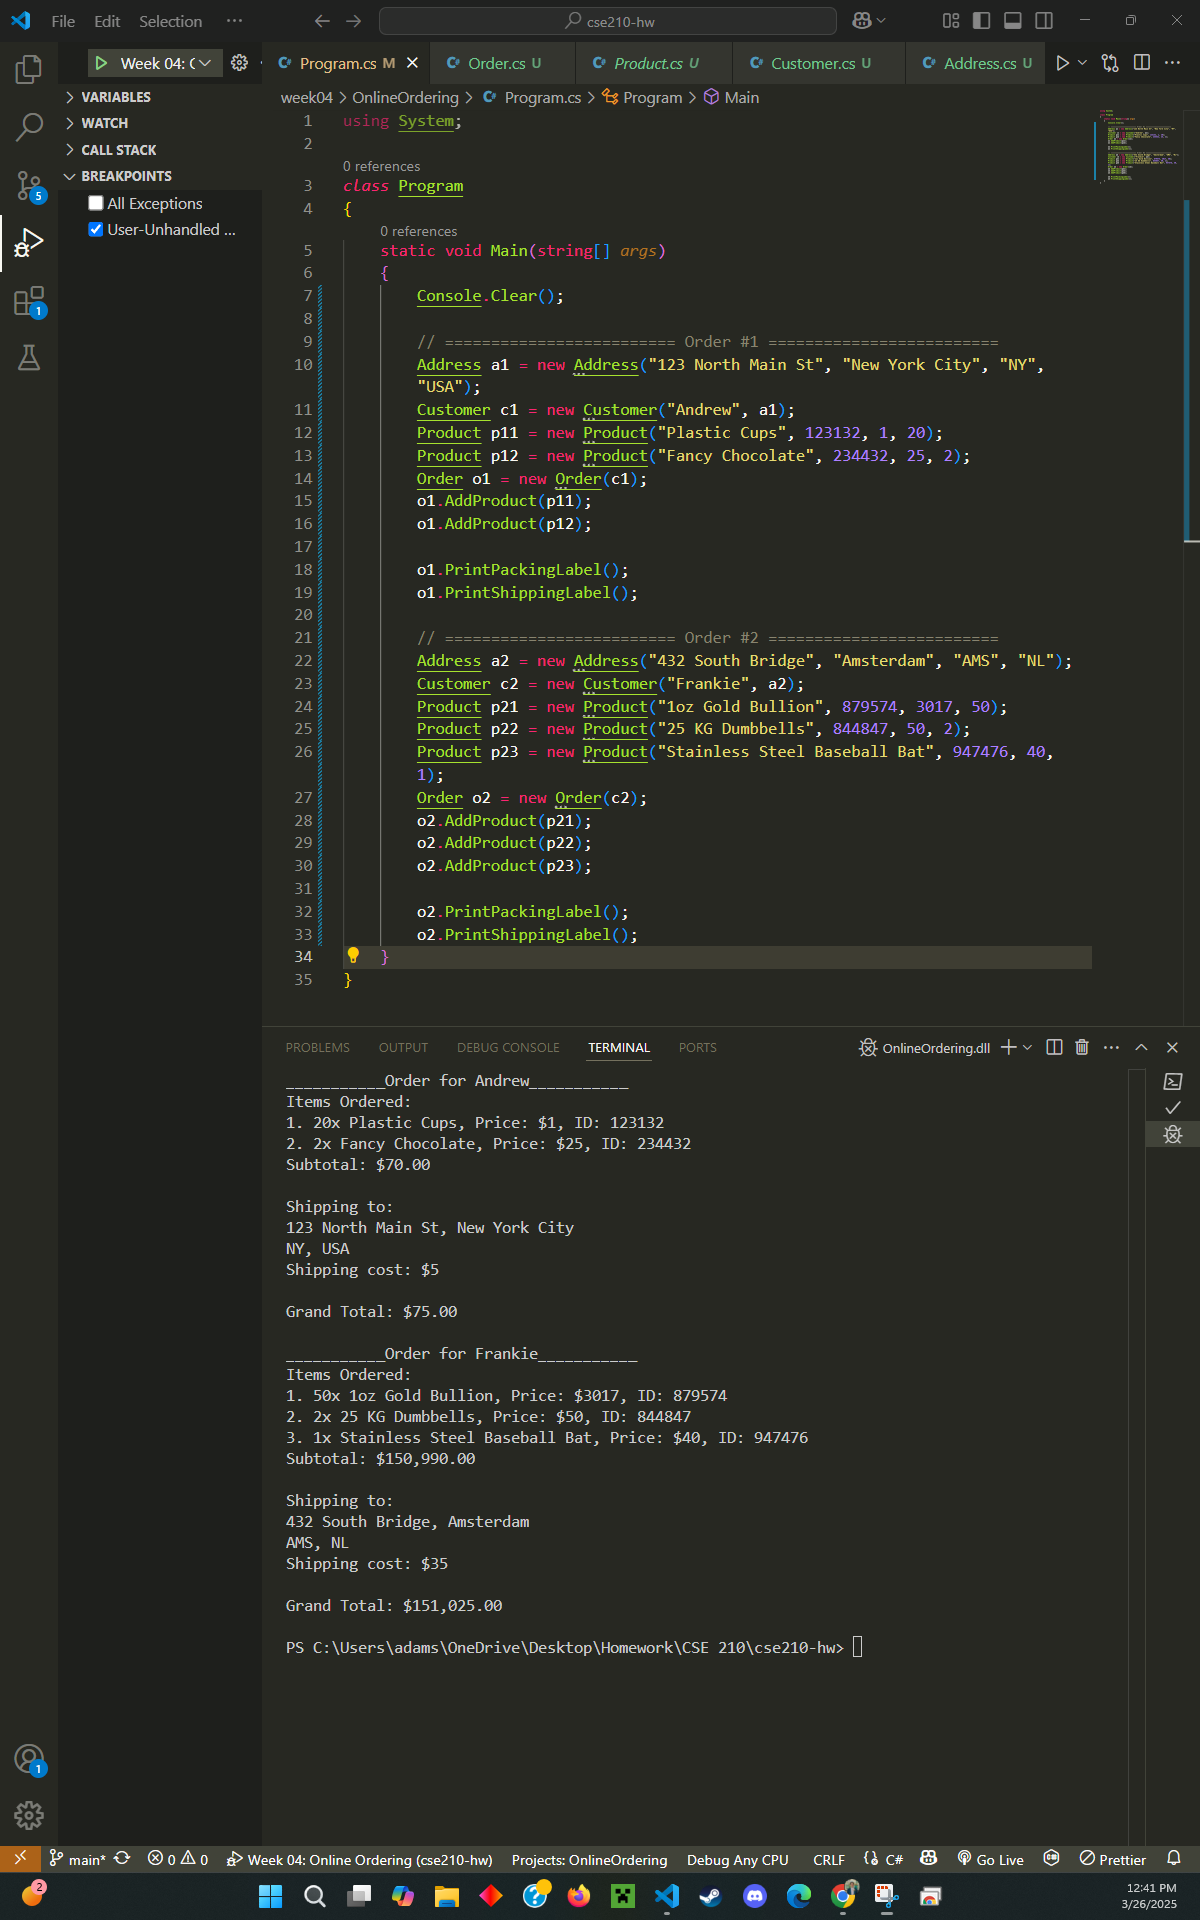 File Edit Selection ··· cse210-hw
Week 04: C
Program.cs M
Order.cs U
Product.cs U
Customer.cs U
Address.cs U
VARIABLES
WATCH
CALL STACK
BREAKPOINTS
All Exceptions
User-Unhandled ...
5
1
week04 > OnlineOrdering > Program.cs > Program > Main
1 using System;
2
0 references
3 class Program
4 {
0 references
5 static void Main(string[] args)
6 {
7 Console.Clear();
8
9 // ========================= Order #1 =========================
10 Address a1 = new Address("123 North Main St", "New York City", "NY",
"USA");
11 Customer c1 = new Customer("Andrew", a1);
12 Product p11 = new Product("Plastic Cups", 123132, 1, 20);
13 Product p12 = new Product("Fancy Chocolate", 234432, 25, 2);
14 Order o1 = new Order(c1);
15 o1.AddProduct(p11);
16 o1.AddProduct(p12);
17
18 o1.PrintPackingLabel();
19 o1.PrintShippingLabel();
20
21 // ========================= Order #2 =========================
22 Address a2 = new Address("432 South Bridge", "Amsterdam", "AMS", "NL");
23 Customer c2 = new Customer("Frankie", a2);
24 Product p21 = new Product("1oz Gold Bullion", 879574, 3017, 50);
25 Product p22 = new Product("25 KG Dumbbells", 844847, 50, 2);
26 Product p23 = new Product("Stainless Steel Baseball Bat", 947476, 40,
1);
27 Order o2 = new Order(c2);
28 o2.AddProduct(p21);
29 o2.AddProduct(p22);
30 o2.AddProduct(p23);
31
32 o2.PrintPackingLabel();
33 o2.PrintShippingLabel();
34 }
35 }
PROBLEMS OUTPUT DEBUG CONSOLE TERMINAL PORTS OnlineOrdering.dll
___________Order for Andrew___________
Items Ordered:
1. 20x Plastic Cups, Price: $1, ID: 123132
2. 2x Fancy Chocolate, Price: $25, ID: 234432
Subtotal: $70.00
Shipping to:
123 North Main St, New York City
NY, USA
Shipping cost: $5
Grand Total: $75.00
___________Order for Frankie___________
Items Ordered:
1. 50x 1oz Gold Bullion, Price: $3017, ID: 879574
2. 2x 25 KG Dumbbells, Price: $50, ID: 844847
3. 1x Stainless Steel Baseball Bat, Price: $40, ID: 947476
Subtotal: $150,990.00
Shipping to:
432 South Bridge, Amsterdam
AMS, NL
Shipping cost: $35
Grand Total: $151,025.00
PS C:\Users\adams\OneDrive\Desktop\Homework\CSE 210\cse210-hw>
1
main* 0 0 Week 04: Online Ordering (cse210-hw) Projects: OnlineOrdering Debug Any CPU CRLF C# Go Live Prettier
2
12:41 PM
3/26/2025